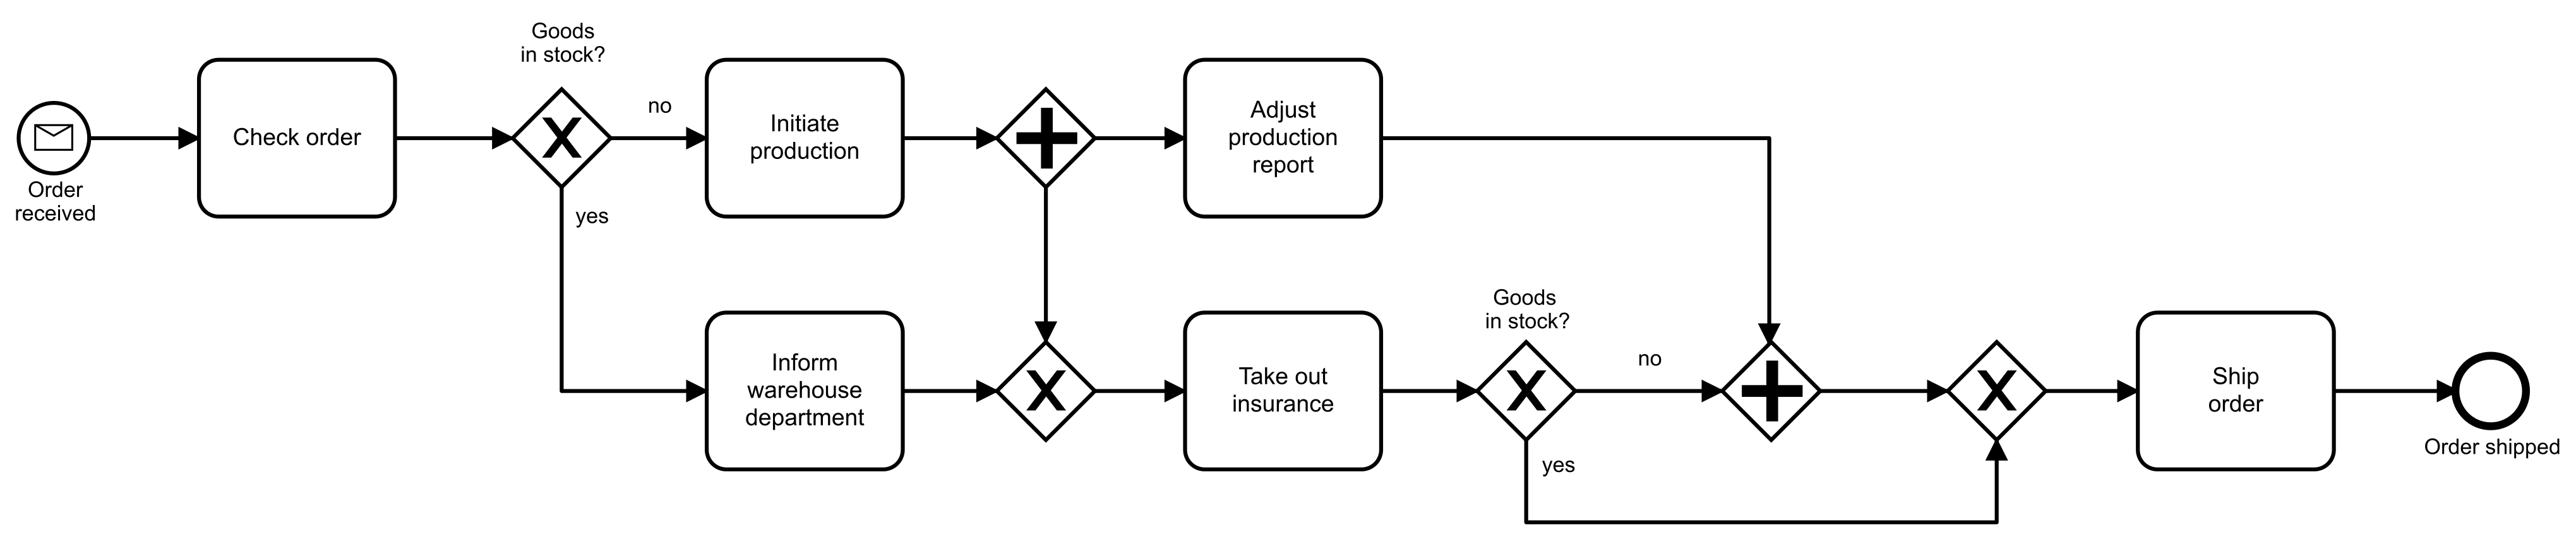 Order
received
Check order
Goods
in stock?
no
yes
Initiate
production
Inform
warehouse
department
Adjust
production
report
Take out
insurance
Goods
in stock?
no
yes
Ship
order
Order shipped